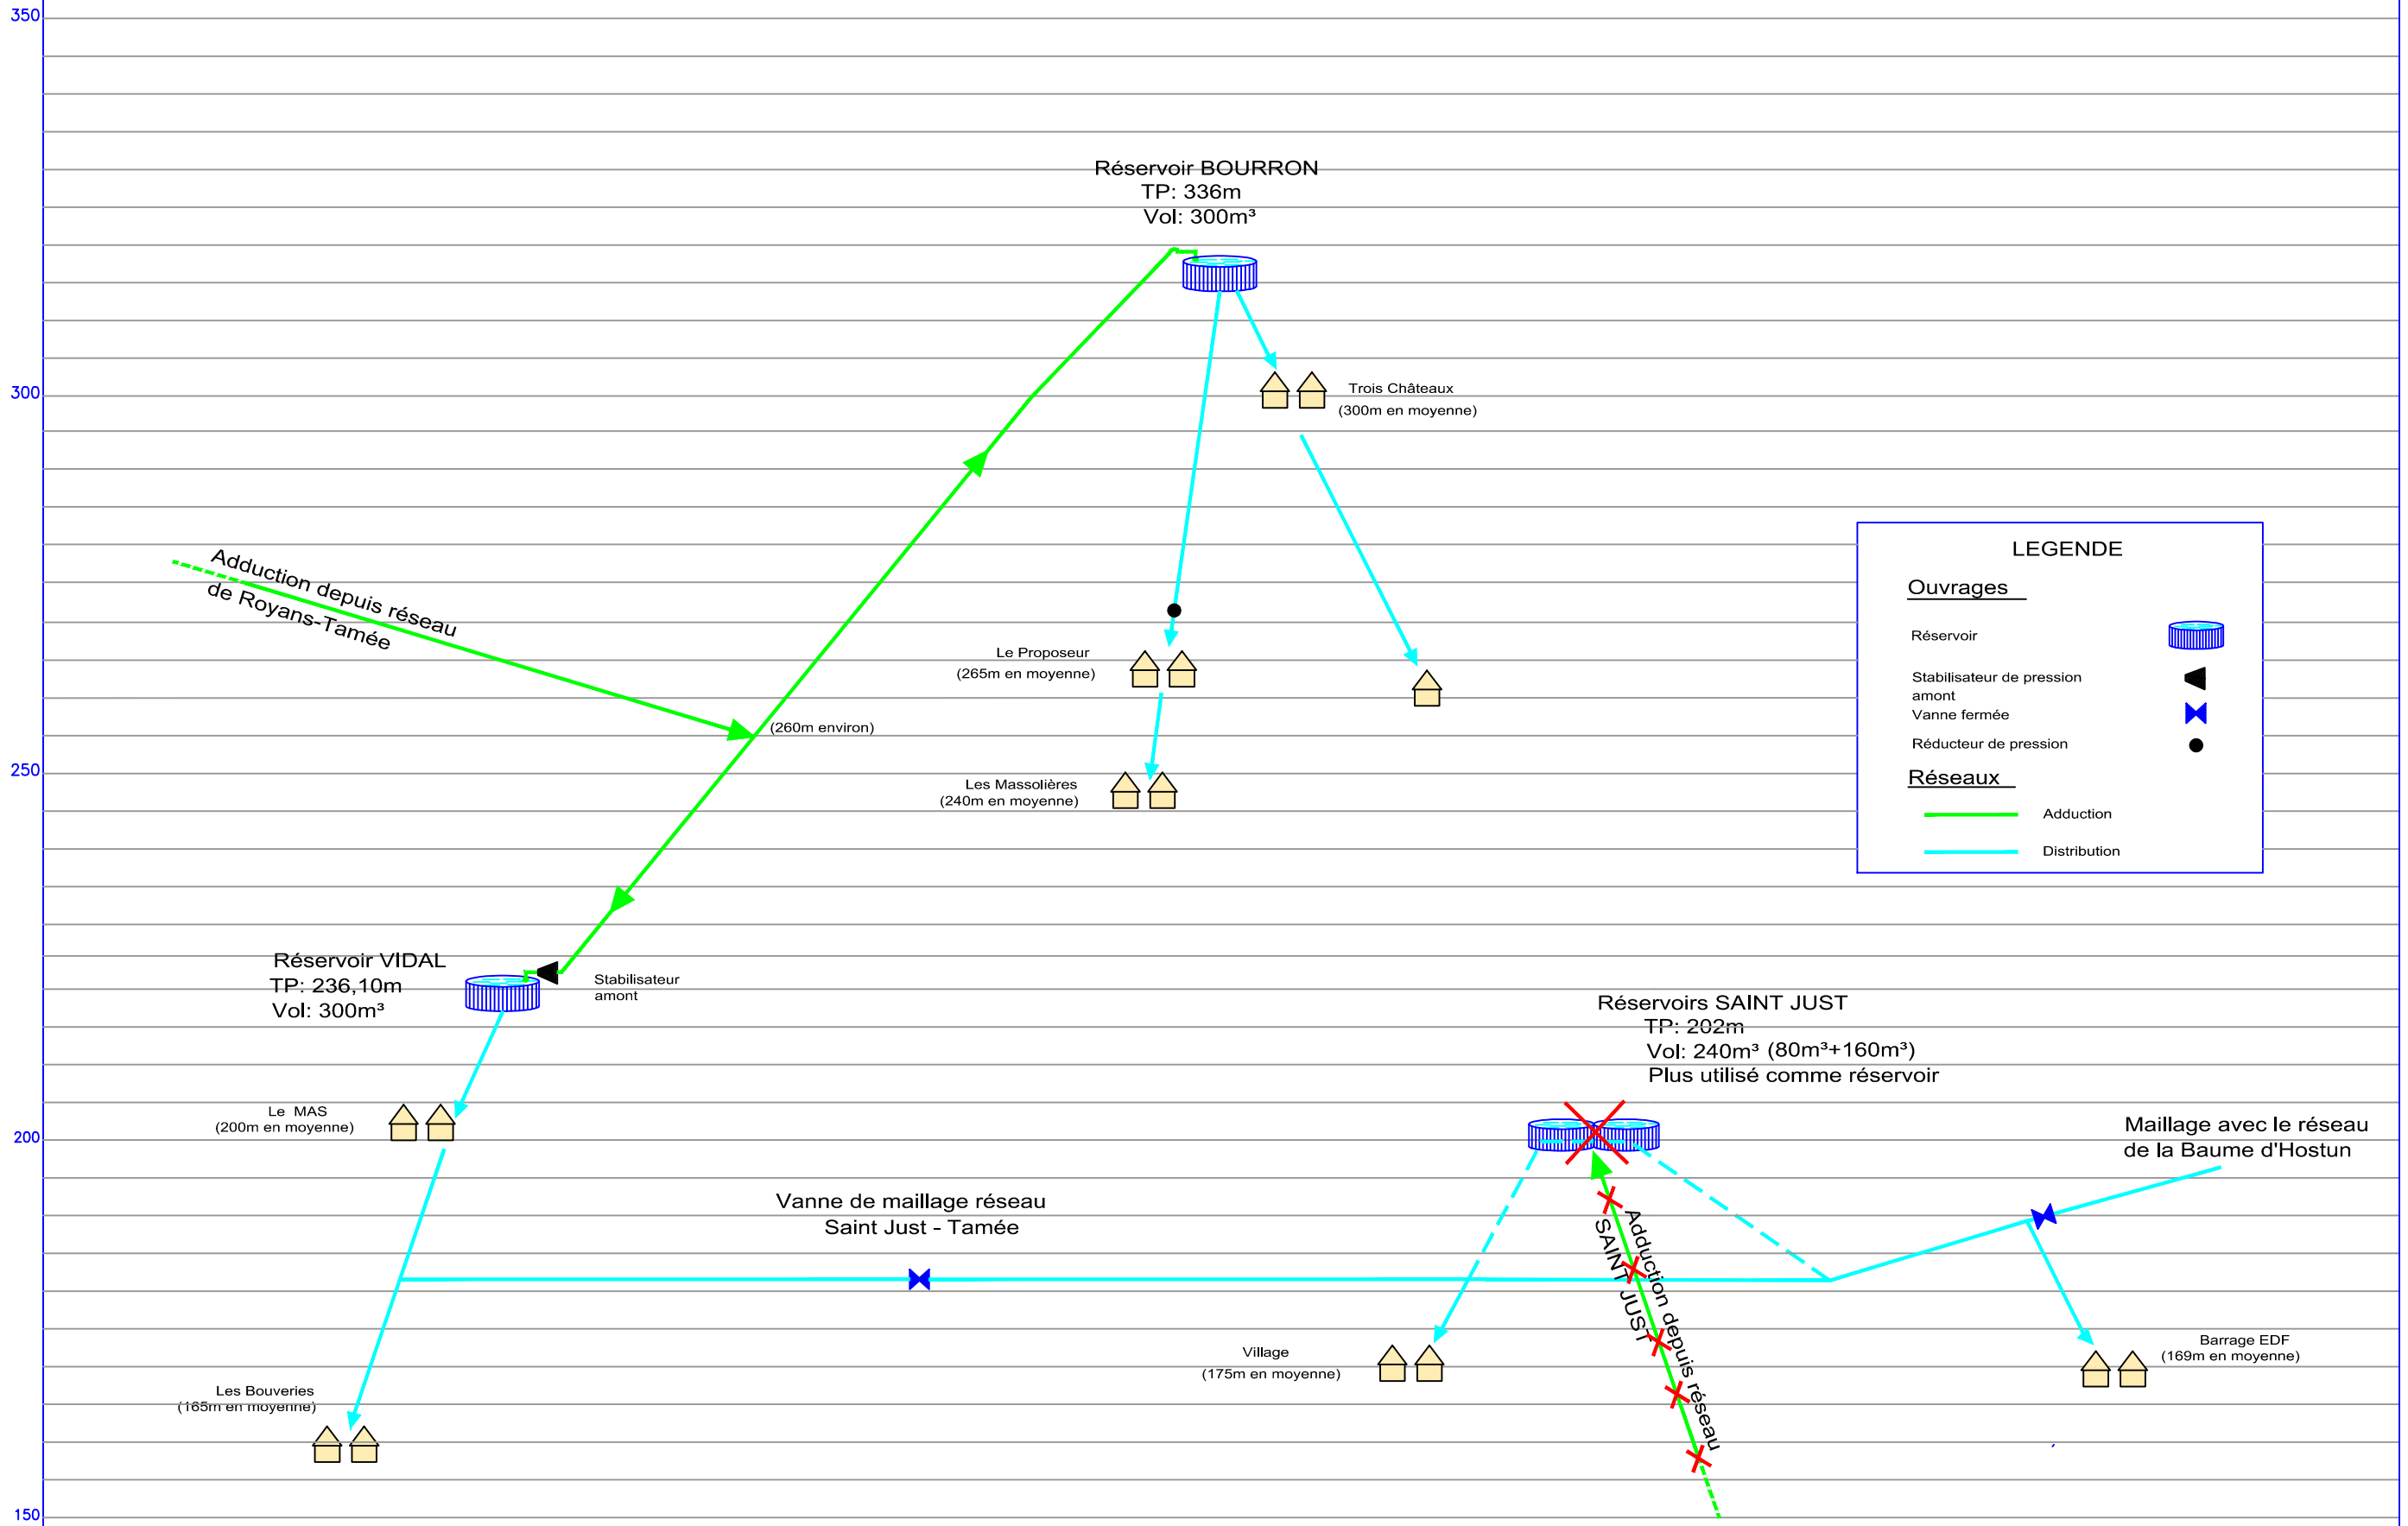 350
300
250
200
150
Réservoir BOURRON
TP: 336m
Vol: 300m³
Trois Châteaux
(300m en moyenne)
Adduction depuis réseau
de Royans-Tamée
(260m environ)
Le Proposeur
(265m en moyenne)
Les Massolières
(240m en moyenne)
LEGENDE
Ouvrages
Réservoir
Stabilisateur de pression
amont
Vanne fermée
Réducteur de pression
Réseaux
Adduction
Distribution
Réservoir VIDAL
TP: 236,10m
Vol: 300m³
Stabilisateur
amont
Le MAS
(200m en moyenne)
Vanne de maillage réseau
Saint Just - Tamée
Les Bouveries
(165m en moyenne)
Réservoirs SAINT JUST
TP: 202m
Vol: 240m³ (80m³+160m³)
Plus utilisé comme réservoir
Adduction depuis réseau
SAINT JUST
Village
(175m en moyenne)
Maillage avec le réseau
de la Baume d'Hostun
Barrage EDF
(169m en moyenne)